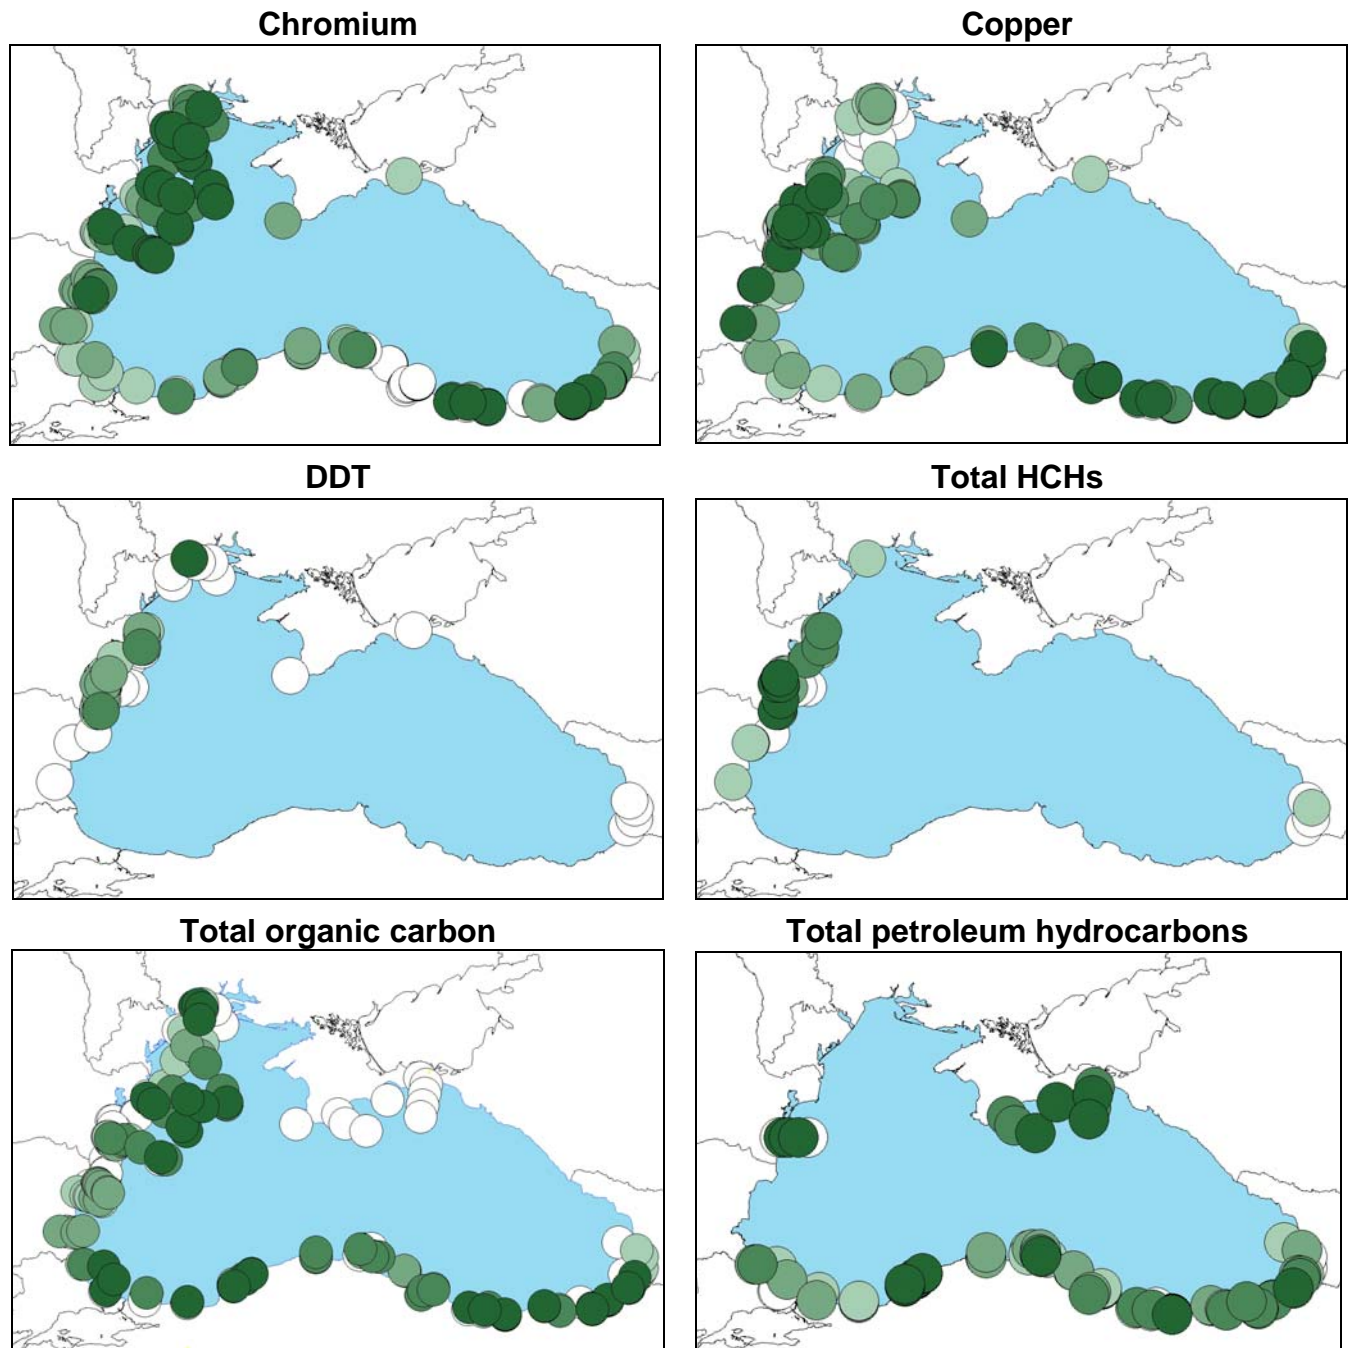 Chromium
Copper
DDT
Total HCHs
Total organic carbon
Total petroleum hydrocarbons